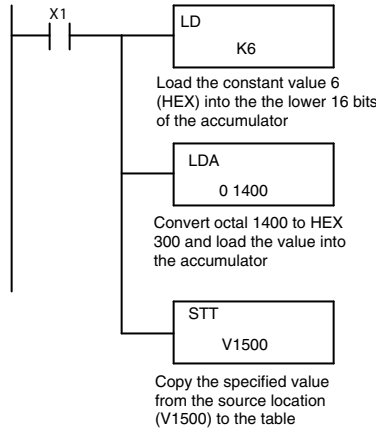 X1
LD
K6
Load the constant value 6
(HEX) into the the lower 16 bits
of the accumulator
LDA
0 1400
Convert octal 1400 to HEX
300 and load the value into
the accumulator
STT
V1500
Copy the specified value
from the source location
(V1500) to the table